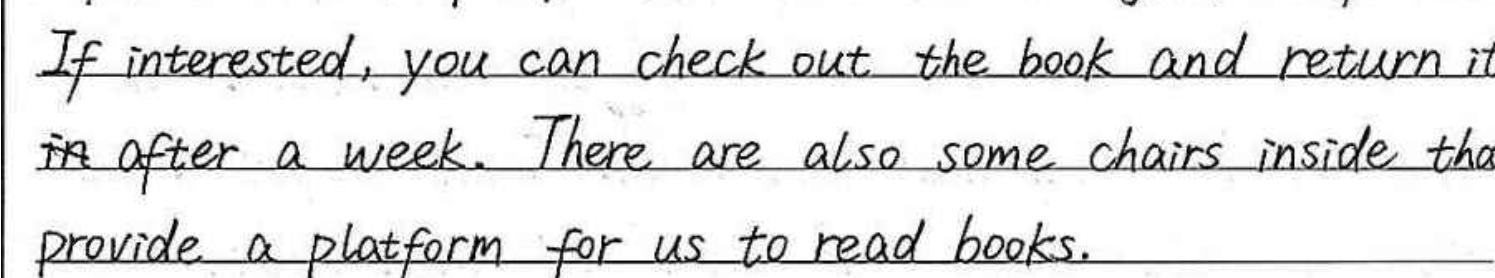 If interested, you can check out the book and return it
after a week. There are also some chairs inside
provide a platform for us to read books.